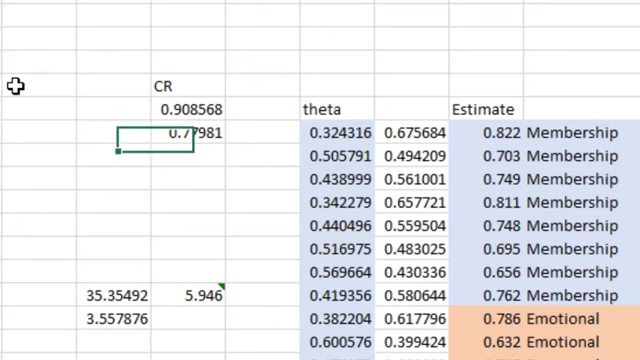 CR
0.908568 theta Estimate
0.77981 0.324316 0.675684 0.822 Membership
0.505791 0.494209 0.703 Membership
0.438999 0.561001 0.749 Membership
0.342279 0.657721 0.811 Membership
0.440496 0.559504 0.748 Membership
0.516975 0.483025 0.695 Membership
0.569664 0.430336 0.656 Membership
35.35492 5.946 0.419356 0.580644 0.762 Membership
3.557876 0.382204 0.617796 0.786 Emotional
0.600576 0.399424 0.632 Emotional